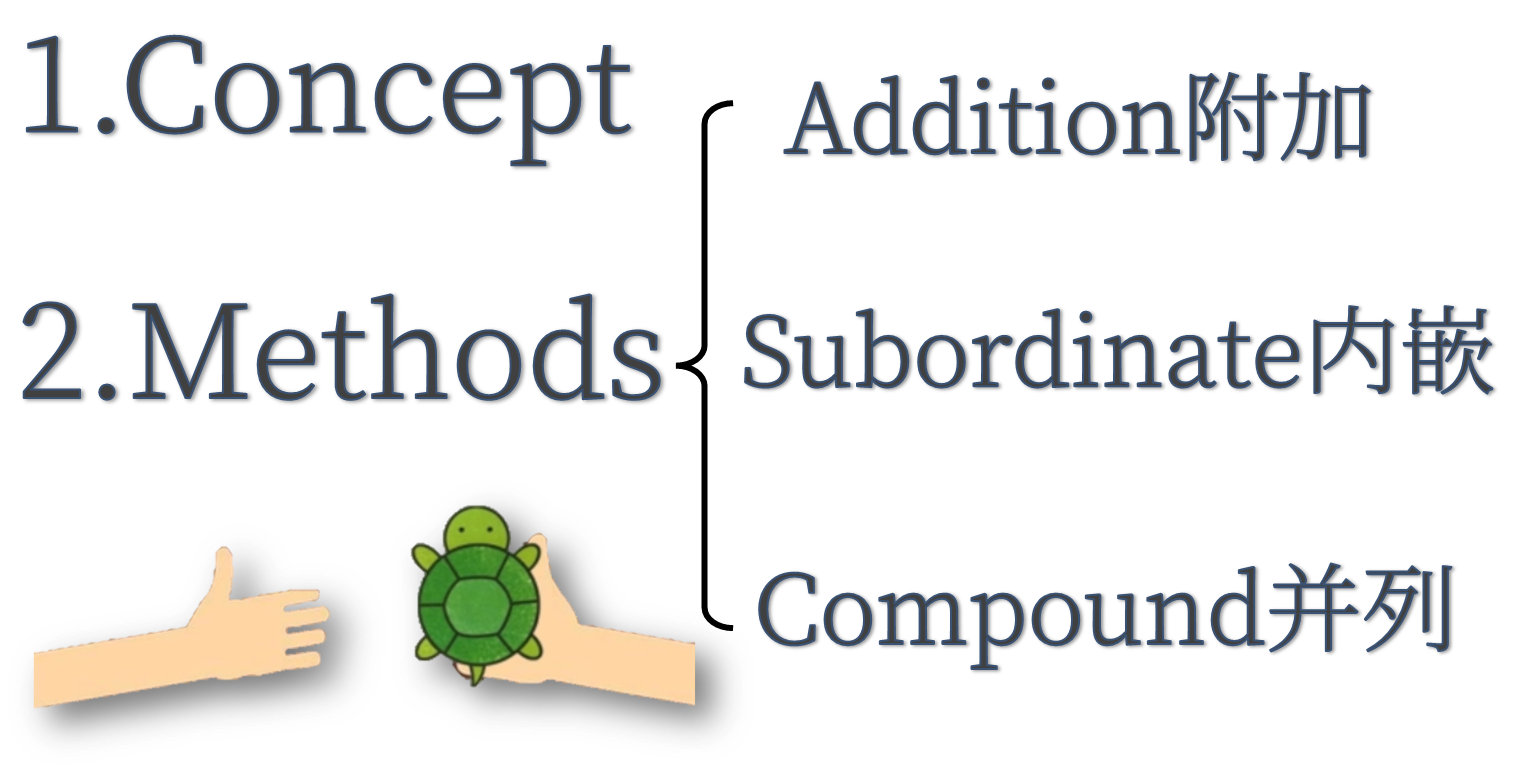 1.Concept
2.Methods
Addition附加
Subordinate内嵌
Compound并列